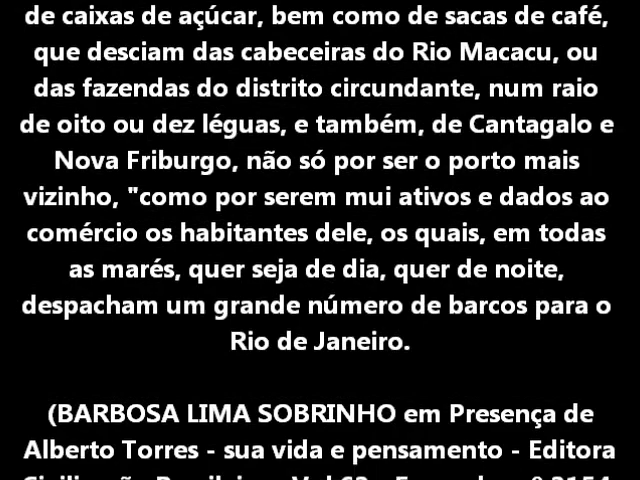 de caixas de açúcar, bem como de sacas de café,
que desciam das cabeceiras do Rio Macacu, ou
das fazendas do distrito circundante, num raio
de oito ou dez léguas, e também, de Cantagalo e
Nova Friburgo, não só por ser o porto mais
vizinho, "como por serem mui ativos e dados ao
comércio os habitantes dele, os quais, em todas
as marés, quer seja de dia, quer de noite,
despacham um grande número de barcos para o
Rio de Janeiro.
(BARBOSA LIMA SOBRINHO em Presença de
Alberto Torres - sua vida e pensamento - Editora